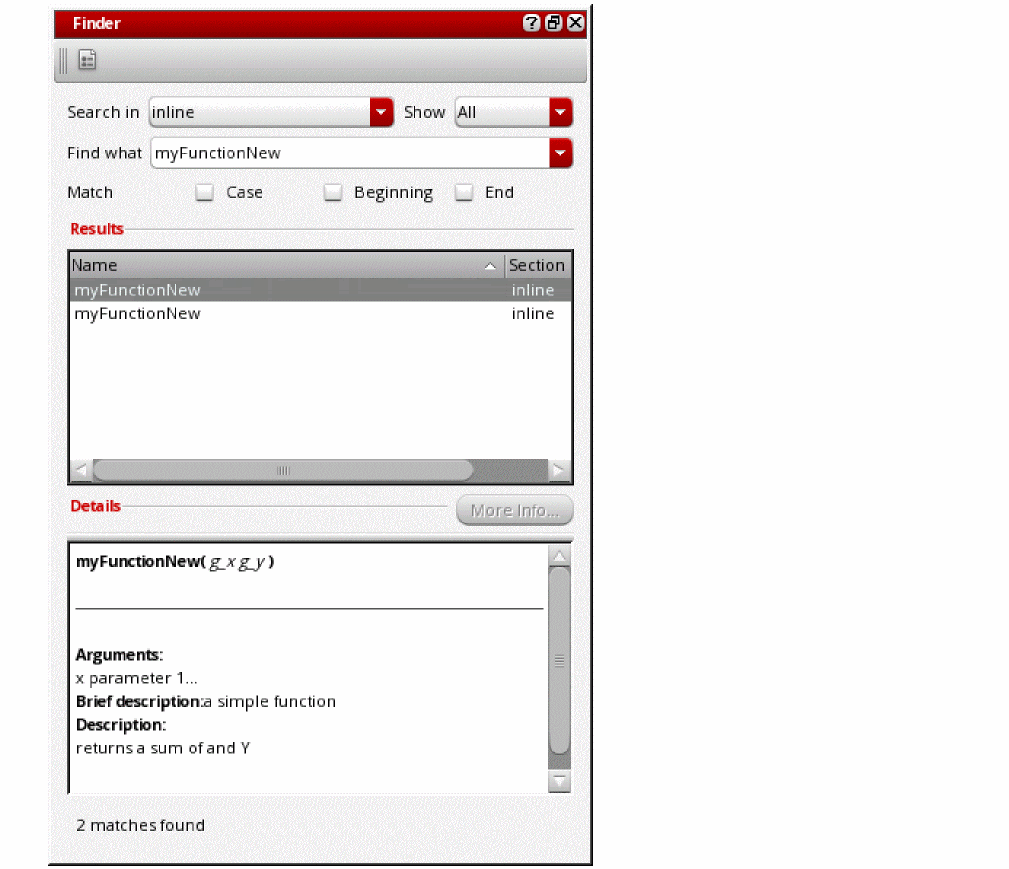 Finder
Search in inline Show All
Find what myFunctionNew
Match Case Beginning End
Results
Name Section
myFunctionNew inline
myFunctionNew inline
Details More Info...
myFunctionNew( g_x g_y )
Arguments:
x parameter 1...
Brief description:a simple function
Description:
returns a sum of and Y
2 matches found